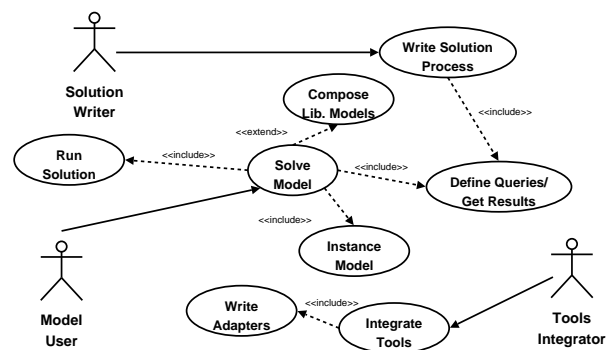 Write Solution
Process
Solution
Writer
Compose
Lib. Models
<<include>>
<<extend>>
Run
Solution
<<include>>
Solve
Model
<<include>>
Define Queries/
Get Results
<<include>>
Instance
Model
Model
User
Write
Adapters
<<include>>
Integrate
Tools
Tools
Integrator